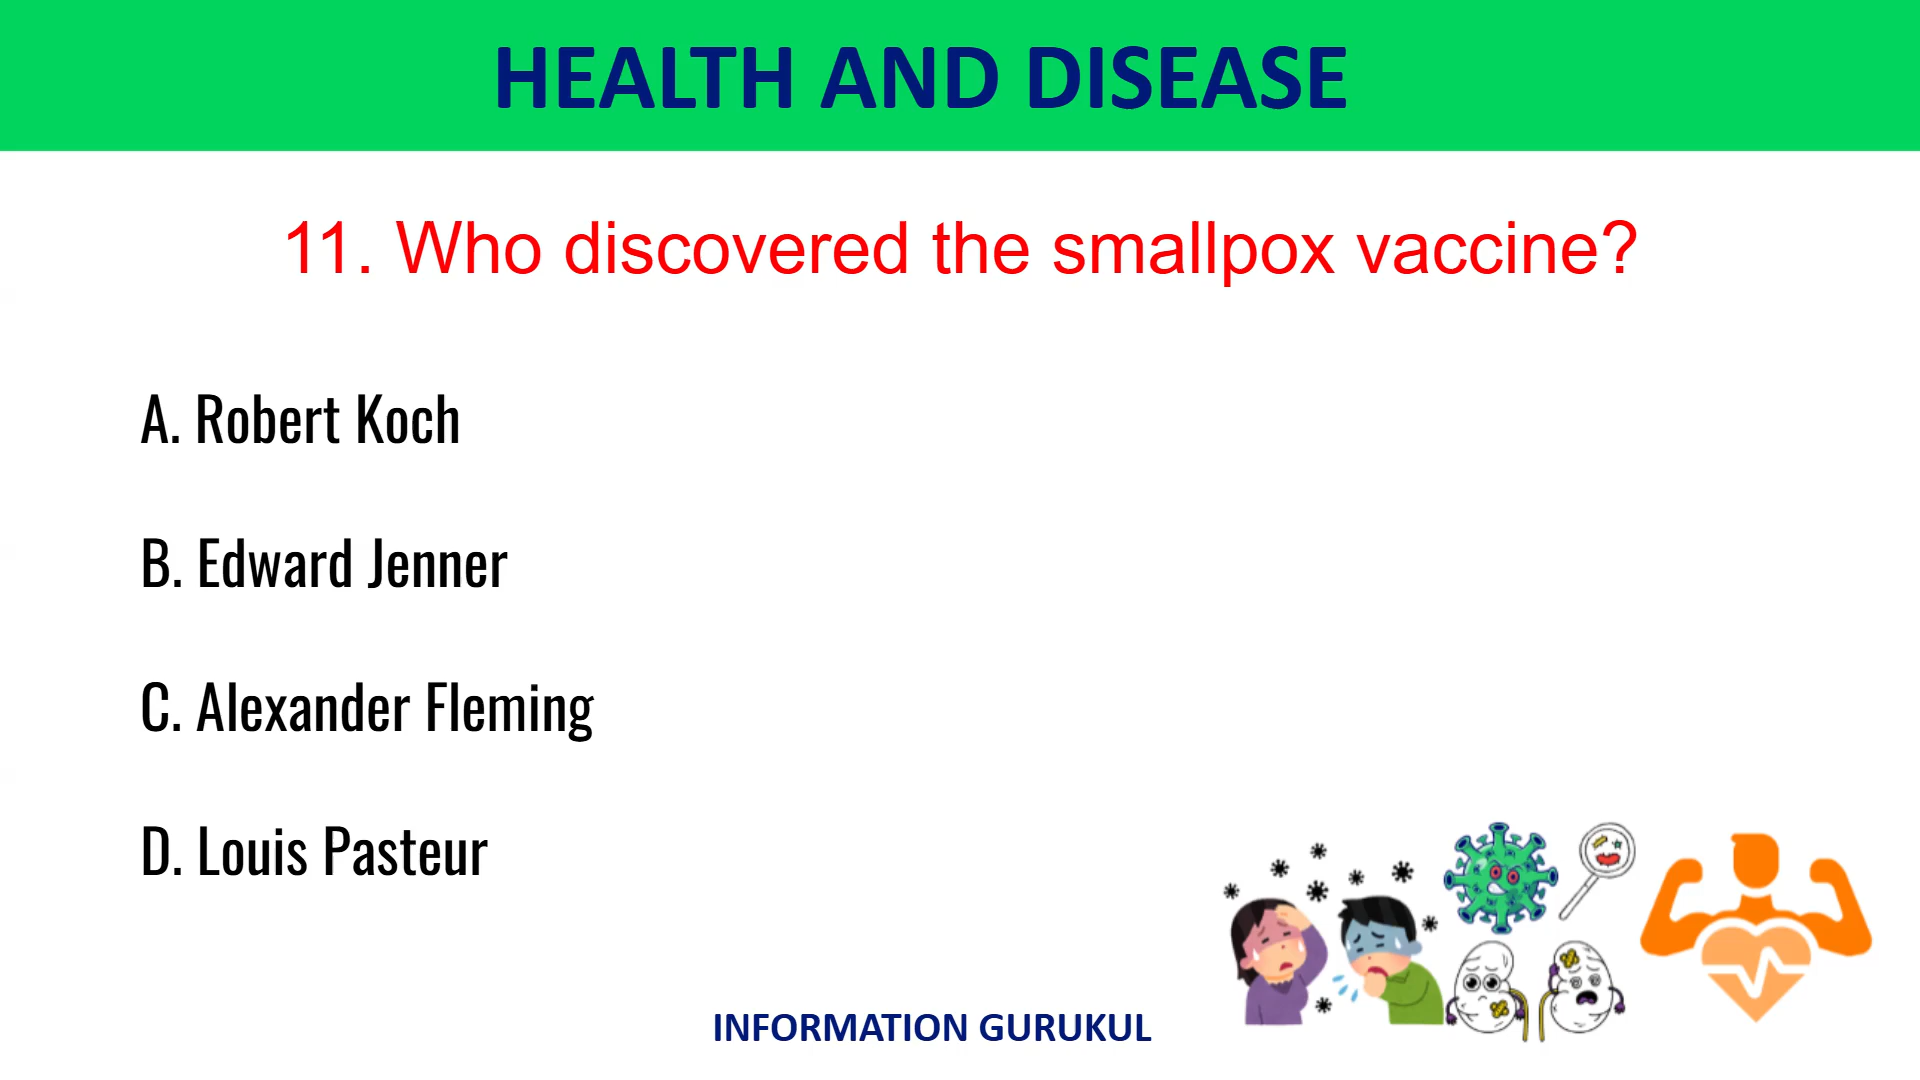 HEALTH AND DISEASE
11. Who discovered the smallpox vaccine?
A. Robert Koch
B. Edward Jenner
C. Alexander Fleming
D. Louis Pasteur
INFORMATION GURUKUL